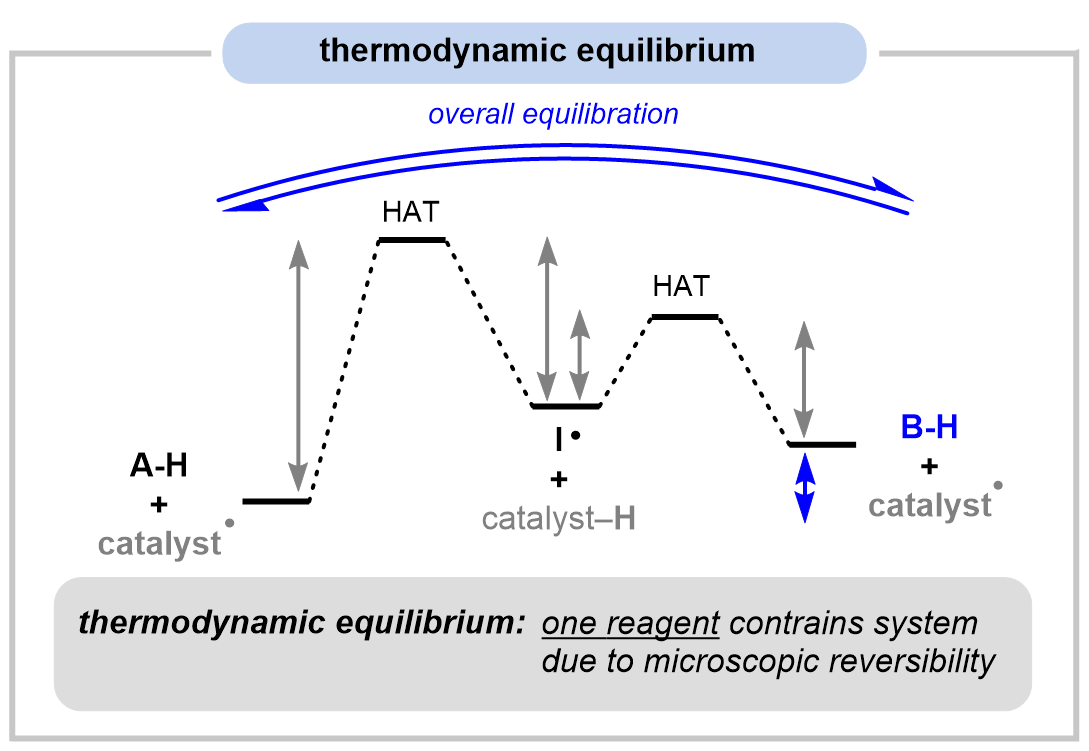 thermodynamic equilibrium
overall equilibration
HAT
HAT
A-H
+
catalyst•
I•
+
catalyst–H
B-H
+
catalyst•
thermodynamic equilibrium: one reagent contrains system
due to microscopic reversibility